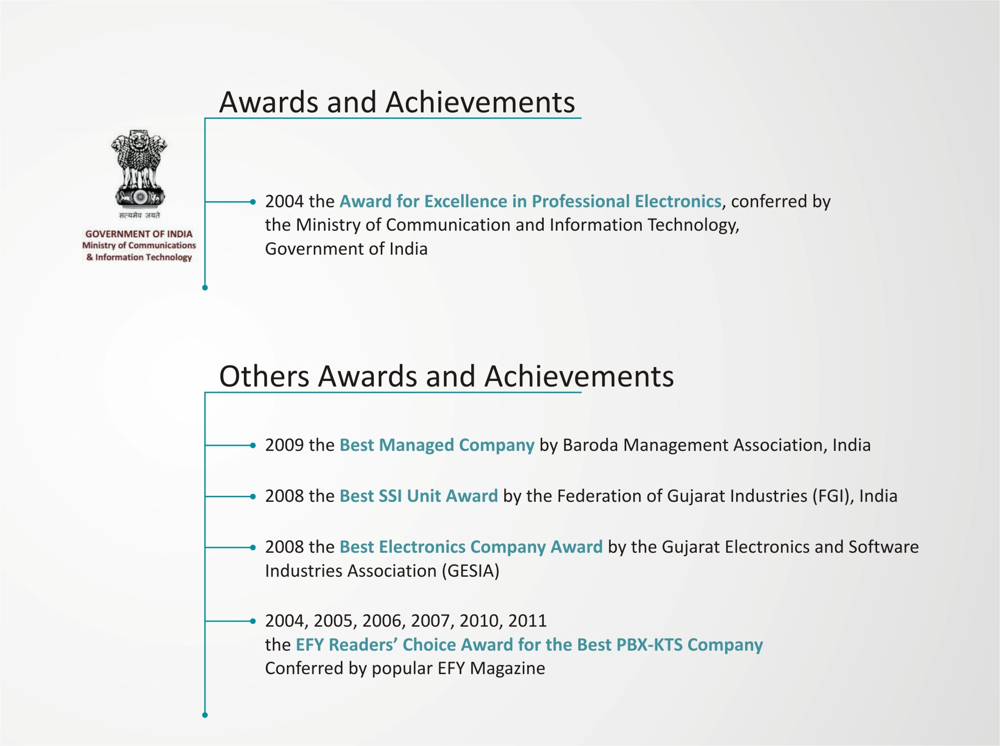 Awards and Achievements
सत्यमेव जयते
GOVERNMENT OF INDIA
Ministry of Communications
& Information Technology
2004 the Award for Excellence in Professional Electronics, conferred by
the Ministry of Communication and Information Technology,
Government of India
Others Awards and Achievements
2009 the Best Managed Company by Baroda Management Association, India
2008 the Best SSI Unit Award by the Federation of Gujarat Industries (FGI), India
2008 the Best Electronics Company Award by the Gujarat Electronics and Software
Industries Association (GESIA)
2004, 2005, 2006, 2007, 2010, 2011
the EFY Readers’ Choice Award for the Best PBX-KTS Company
Conferred by popular EFY Magazine